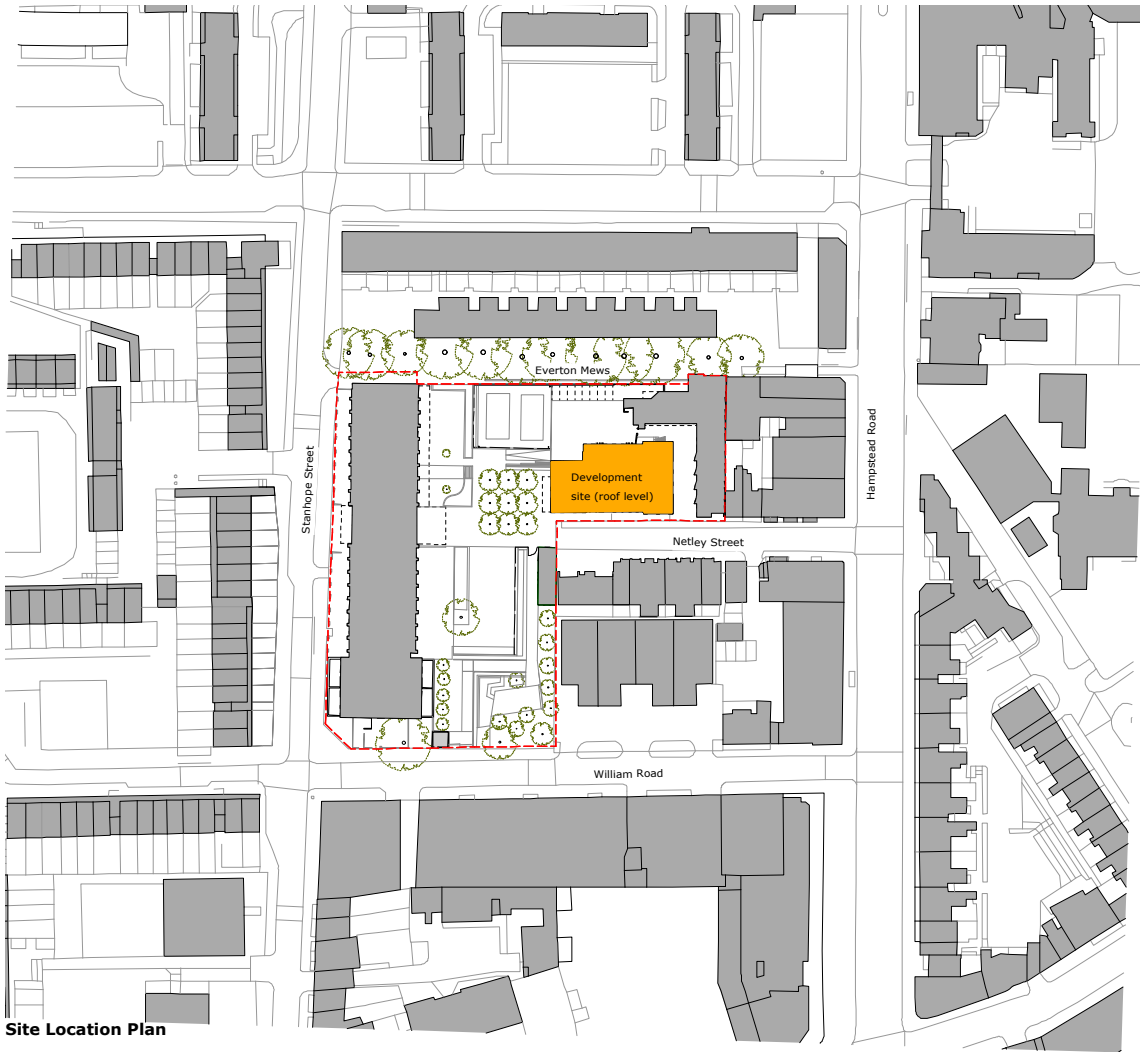 Everton Mews
Hampstead Road
Stanhope Street
Development
site (roof level)
Netley Street
William Road
Site Location Plan